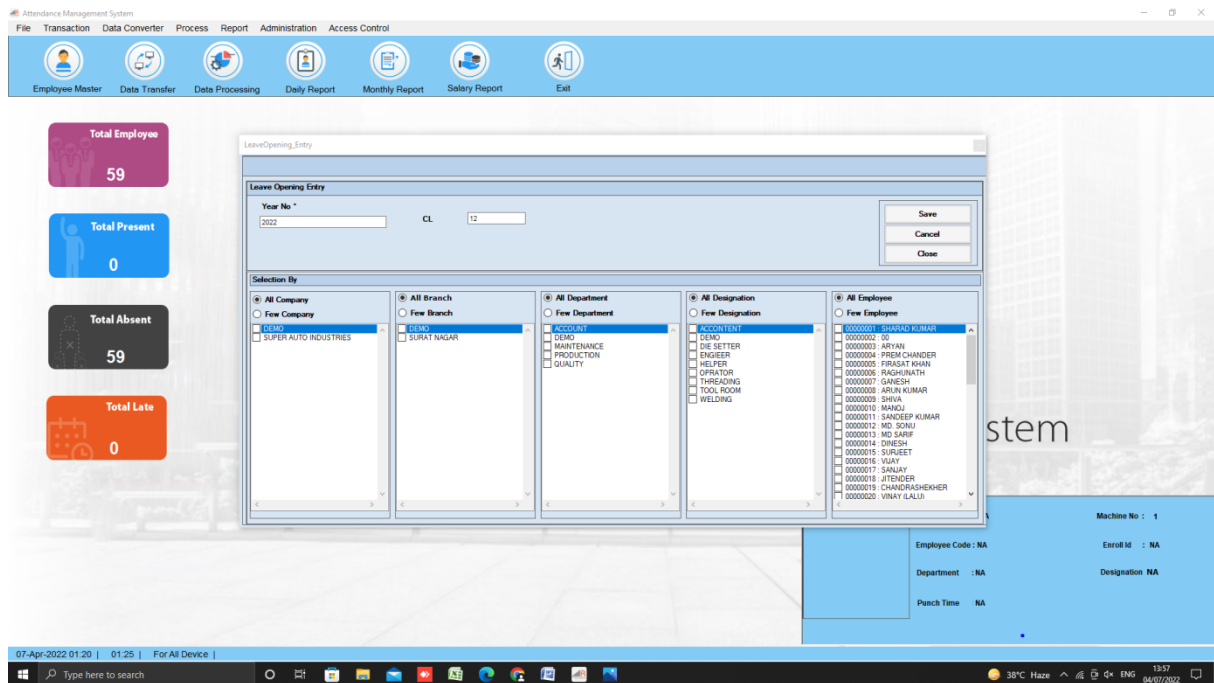 Attendance Management System
File Transaction Data Converter Process Report Administration Access Control
Employee Master Data Transfer Data Processing Daily Report Monthly Report Salary Report Exit
Total Employee
59
Total Present
0
Total Absent
59
Total Late
0
LeaveOpening_Entry
Leave Opening Entry
Year No *
2022
CL 12
Save
Cancel
Close
Selection By
All Company
Few Company
DEMO
SUPER AUTO INDUSTRIES
All Branch
Few Branch
DEMO
SURAT NAGAR
All Department
Few Department
ACCOUNT
DEMO
MAINTENANCE
PRODUCTION
QUALITY
All Designation
Few Designation
ACCONTENT
DEMO
DIE SETTER
ENGIEER
HELPER
OPRATOR
THREADING
TOOL ROOM
WELDING
All Employee
Few Employee
00000001 : SHARAD KUMAR
00000002 : 00
00000003 : ARYAN
00000004 : PREM CHANDER
00000005 : FIRASAT KHAN
00000006 : RAGHUNATH
00000007 : GANESH
00000008 : ARUN KUMAR
00000009 : SHIVA
00000010 : MANOJ
00000011 : SANDEEP KUMAR
00000012 : MD. SONU
00000013 : MD SARIF
00000014 : DINESH
00000015 : SURJEET
00000016 : VIJAY
00000017 : SANJAY
00000018 : JITENDER
00000019 : CHANDRASHEKHER
00000020 : VINAY (LALU)
stem
Machine No : 1
Employee Code : NA Enroll Id : NA
Department : NA Designation NA
Punch Time NA
07-Apr-2022 01:20 | 01:25 | For All Device |
Type here to search
38°C Haze ENG 13:57
04/07/2022